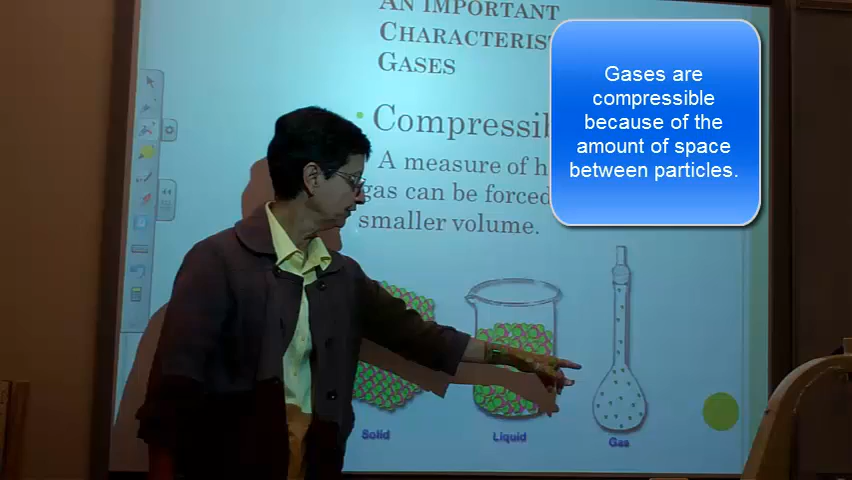 AN IMPORTANT
CHARACTERIS
GASES
Compressib
A measure of h
gas can be forced
smaller volume.
Gases are
compressible
because of the
amount of space
between particles.
Solid
Liquid
Gas